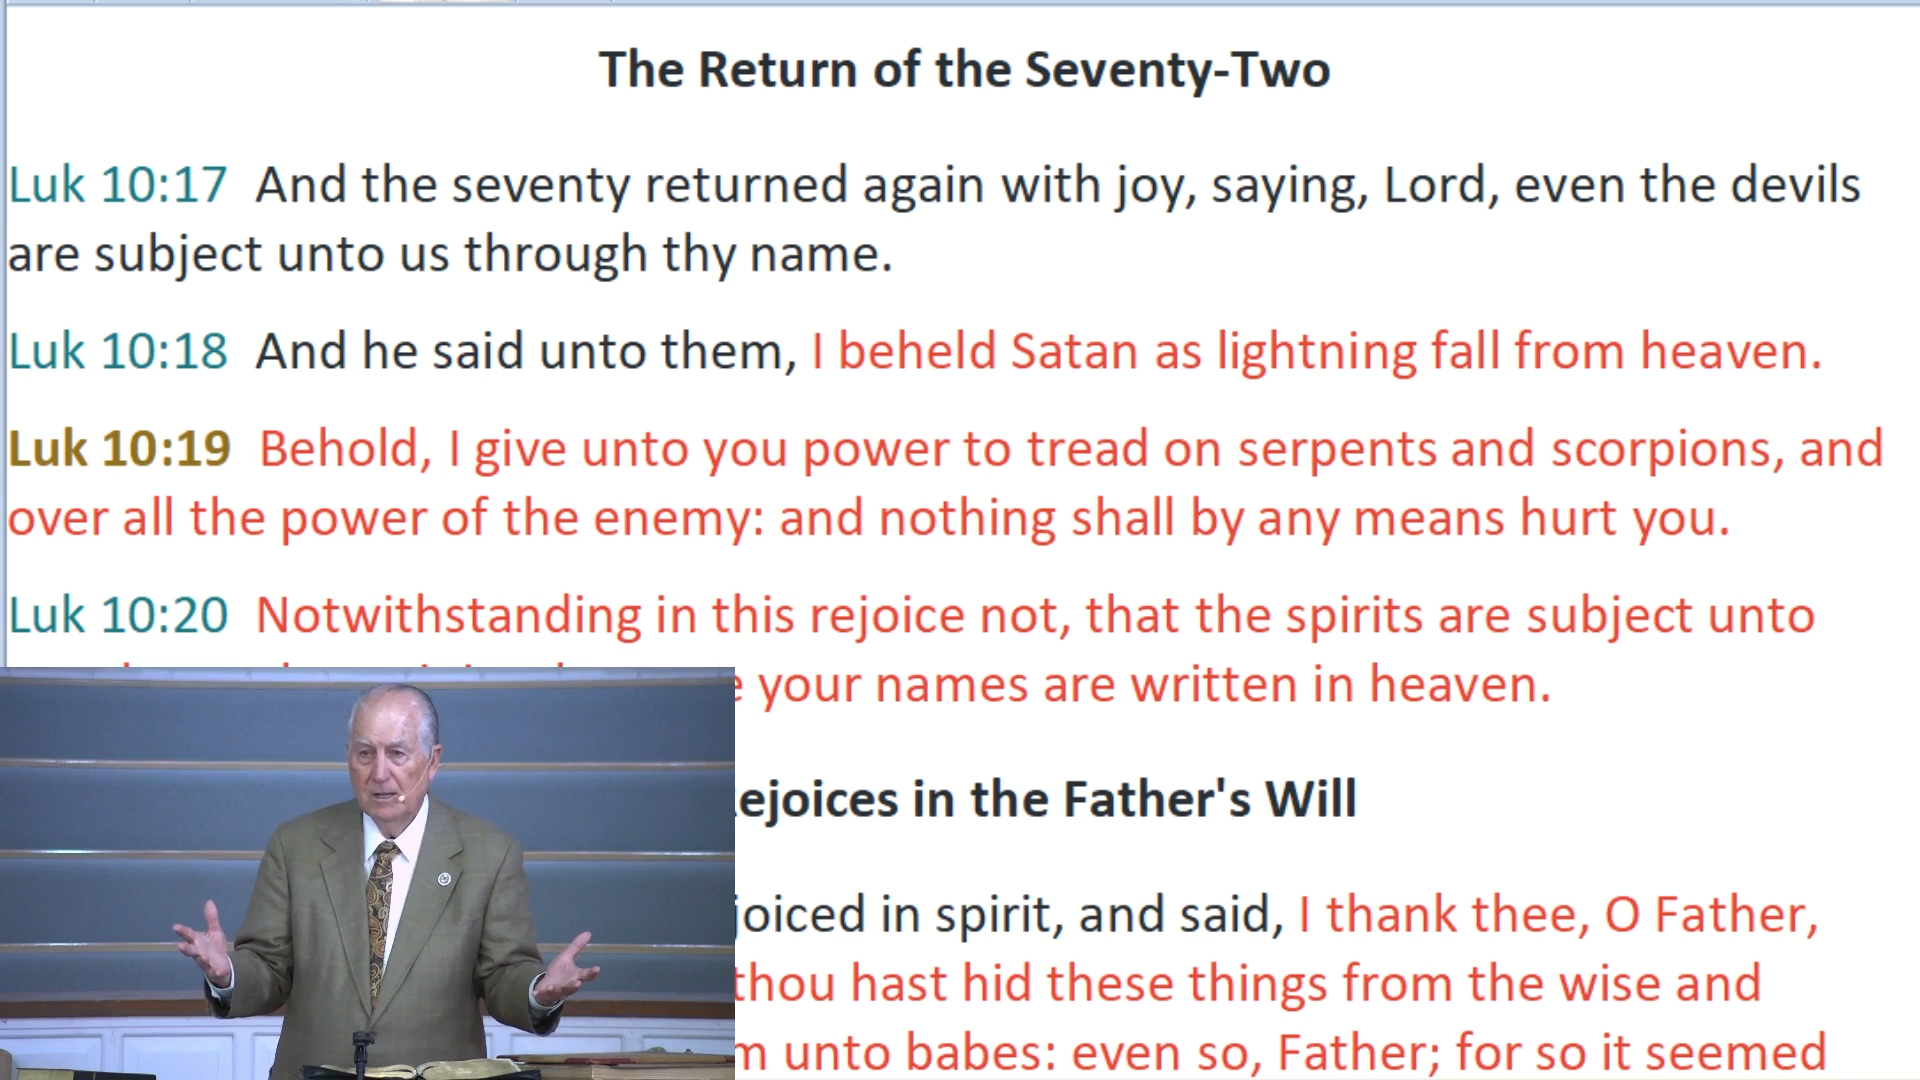 The Return of the Seventy-Two
Luk 10:17 And the seventy returned again with joy, saying, Lord, even the devils
are subject unto us through thy name.
Luk 10:18 And he said unto them, I beheld Satan as lightning fall from heaven.
Luk 10:19 Behold, I give unto you power to tread on serpents and scorpions, and
over all the power of the enemy: and nothing shall by any means hurt you.
Luk 10:20 Notwithstanding in this rejoice not, that the spirits are subject unto
your names are written in heaven.
in the Father's Will
in spirit, and said, I thank thee, O Father,
thou hast hid these things from the wise and
unto babes: even so, Father; for so it seemed